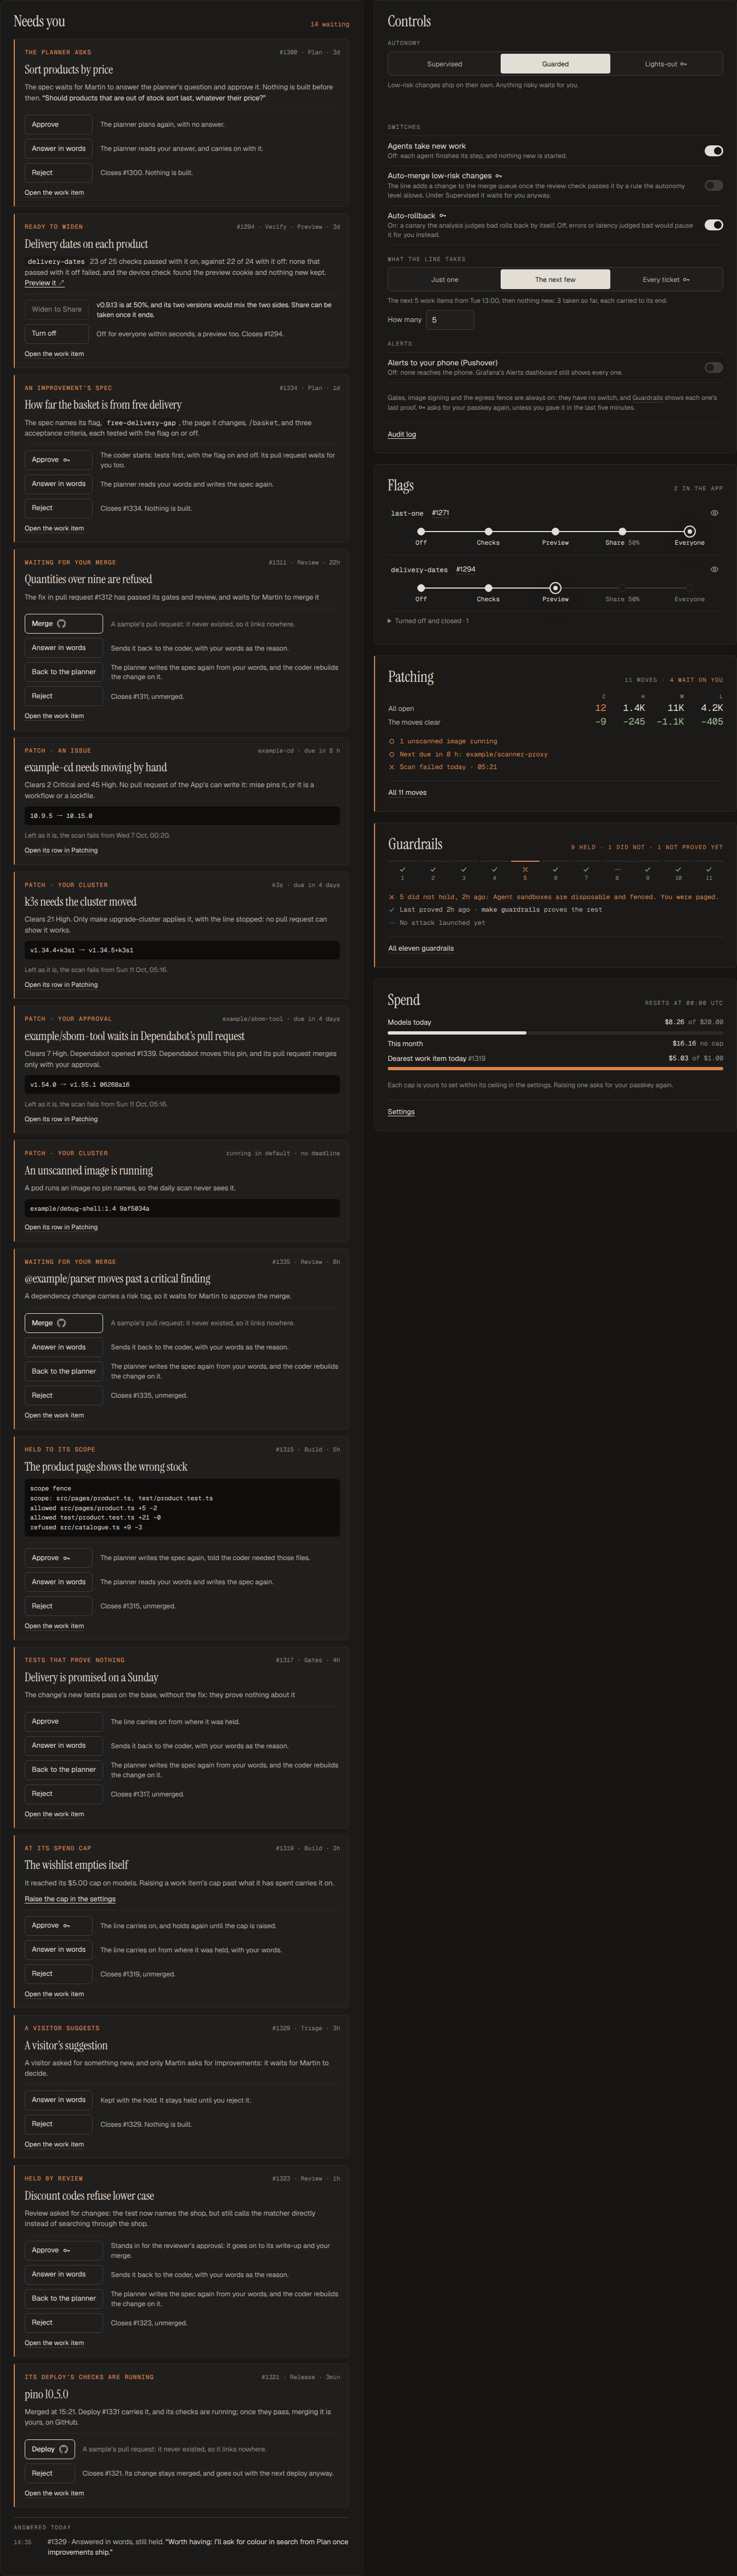 Needs you
14 waiting
THE PLANNER ASKS
#1300 · Plan · 3d
Sort products by price
The spec waits for Martin to answer the planner's question and approve it. Nothing is built before
then. "Should products that are out of stock sort last, whatever their price?"
Approve
The planner plans again, with no answer.
Answer in words
The planner reads your answer, and carries on with it.
Reject
Closes #1300. Nothing is built.
Open the work item
READY TO WIDEN
#1294 · Verify · Preview · 3d
Delivery dates on each product
delivery-dates 23 of 25 checks passed with it on, against 22 of 24 with it off: none that
passed with it off failed, and the device check found the preview cookie and nothing new kept.
Preview it ↗
Widen to Share
v0.9.13 is at 50%, and its two versions would mix the two sides. Share can be
taken once it ends.
Turn off
Off for everyone within seconds, to a new turn. Closes #1294.
Open the work item
AN IMPROVEMENT'S SPEC
#1334 · Plan · 1d
How far the basket is from free delivery
The spec names its flag, free-delivery-gap, the page it changes, /basket, and three
acceptance criteria, each tested with the flag on or off.
Approve
The coder starts: tests first, with the flag on and off. Its pull request waits for
you too.
Answer in words
The planner reads your words and writes the spec again.
Reject
Closes #1334. Nothing is built.
Open the work item
WAITING FOR YOUR MERGE
#1311 · Review · 22h
Quantities over nine are refused
The fix in pull request #1312 has passed its gates and review, and waits for Martin to merge it
Merge
A sample's pull request: it never existed, so it links nowhere.
Answer in words
Sends it back to the coder, with your words as the reason.
Back to the planner
The planner writes the spec again from your words, and the coder rebuilds
the change on it.
Reject
Closes #1311, unmerged.
Open the work item
PATCH · AN ISSUE
example-cd · due in 8 h
example-cd needs moving by hand
Clears 2 Critical and 45 High. No pull request of the App's can write it: mise pins it, or it is a
workflow or a lockfile.
10.9.5 → 10.15.0
Left as it is, the scan fails from Wed 7 Oct, 00:20.
Open its row in Patching
PATCH · YOUR CLUSTER
k3s · due in 4 days
k3s needs the cluster moved
Clears 21 High. Only make upgrade-cluster applies it, with the line stopped: no pull request can
show it.
v1.34.4+k3s1 → v1.34.5+k3s1
Left as it is, the scan fails from Sun 11 Oct, 05:16.
Open its row in Patching
PATCH · YOUR APPROVAL
example/sbom-tool · due in 4 days
example/sbom-tool waits in Dependabot's pull request
Clears 7 High. Dependabot opened #1339. Dependabot moves this pin, and its pull request merges
only with your approval.
v1.54.0 → v1.55.1 06268a16
Left as it is, the scan fails from Sun 11 Oct, 05:16.
Open its row in Patching
PATCH · YOUR CLUSTER
running in default · no deadline
An unscanned image is running
A pod runs an image no pin names, so the daily scan never sees it.
example/debug-shell:1.4 9af5034a
Open its row in Patching
WAITING FOR YOUR MERGE
#1335 · Review · 8h
@example/parser moves past a critical finding
A dependency change carries a risk tag, so it waits for Martin to approve the merge.
Merge
A sample's pull request: it never existed, so it links nowhere.
Answer in words
Sends it back to the coder, with your words as the reason.
Back to the planner
The planner writes the spec again from your words, and the coder rebuilds
the change on it.
Reject
Closes #1335, unmerged.
Open the work item
HELD TO ITS SCOPE
#1315 · Build · 5h
The product page shows the wrong stock
scope fence
scope: src/pages/product.ts, test/product.test.ts
allowed src/pages/product.ts +5 −2
allowed test/product.test.ts +21 −0
refused src/catalogue.ts +9 −3
Approve
The planner writes the spec again, told the coder needed those files.
Answer in words
The planner reads your words and writes the spec again.
Reject
Closes #1315, unmerged.
Open the work item
TESTS THAT PROVE NOTHING
#1317 · Gates · 4h
Delivery is promised on a Sunday
The change's new tests pass on the base, without the fix: they prove nothing about it
Approve
The line carries on from where it was held.
Answer in words
Sends it back to the coder, with your words as the reason.
Back to the planner
The planner writes the spec again from your words, and the coder rebuilds
the change on it.
Reject
Closes #1317, unmerged.
Open the work item
AT ITS SPEND CAP
#1319 · Build · 3h
The wishlist empties itself
It reached its $5.00 cap on models. Raising a work item's cap past what it has spent carries it on.
Raise the cap in the settings
Approve
The line carries on, and holds again until the cap is raised.
Answer in words
The line carries on from where it was held, with your words.
Reject
Closes #1319, unmerged.
Open the work item
A VISITOR SUGGESTS
#1329 · Triage · 3h
A visitor's suggestion
A visitor asked for something new, and only Martin asks for improvements: it waits for Martin to
decide.
Answer in words
Kept with the hold. It stays held until you reject it.
Reject
Closes #1329. Nothing is built.
Open the work item
HELD BY REVIEW
#1323 · Review · 1h
Discount codes refuse lower case
Review asked for changes: the test now names the shop, but still calls the matcher directly
instead of searching through the shop.
Approve
Stands in for the reviewer's approval: it goes on to its write-up and your
merge.
Answer in words
Sends it back to the coder, with your words as the reason.
Back to the planner
The planner writes the spec again from your words, and the coder rebuilds
the change on it.
Reject
Closes #1323, unmerged.
Open the work item
ITS DEPLOY'S CHECKS ARE RUNNING
#1321 · Release · 3min
pino 10.5.0
Merged at 15:21. Deploy #1331 carries it, and its checks are running; once they pass, merging it is
yours, on GitHub.
Deploy
A sample's pull request: it never existed, so it links nowhere.
Reject
Closes #1321. Its change stays merged, and goes out with the next deploy anyway.
Open the work item
ANSWERED TODAY
14:35
#1329 · Answered in words, still held. "Worth having: I'll ask for colour in search from Plan once
improvements ship."
Controls
AUTONOMY
Supervised
Guarded
Lights-out
Low-risk changes ship on their own. Anything risky waits for you.
SWITCHES
Agents take new work
Off: each agent finishes its step, and nothing new is started.
Auto-merge low-risk changes
The line adds a change to the merge queue once the review check passes it by a rule the autonomy
level allows. Under Supervised it waits for you anyway.
Auto-rollback
On: a canary the analysis judged bad rolls back by itself. Off, errors or latency judged bad would pause
it for you instead.
WHAT THE LINE TAKES
Just one
The next few
Every ticket
The next 5 work items from Tue 13:00, then nothing new: 3 taken so far, each carried to its end.
How many
5
ALERTS
Alerts to your phone (Pushover)
Off: none reaches the phone. Grafana's Alerts dashboard still shows every one.
Gates, image signing and the egress fence are always on: they have no switch, and Guardrails shows each one's
last proof. asks for your passkey again, unless you gave it in the last five minutes.
Audit log
Flags
2 IN THE APP
last-one #1271
Off
Checks
Preview
Share 50%
Everyone
delivery-dates #1294
Off
Checks
Preview
Share 50%
Everyone
Turned off and closed · 1
Patching
11 MOVES · 4 WAIT ON YOU
C H M L
All open 12 1.4K 11K 4.2K
The moves clear −9 −245 −1.1K −405
1 unscanned image running
Next due in 8 h: example/scanner-proxy
Scan failed today · 05:21
All 11 moves
Guardrails
9 HELD · 1 DID NOT · 1 NOT PROVED YET
1 2 3 4 5 6 7 8 9 10 11
5 did not hold, 2h ago: Agent sandboxes are disposable and fenced. You were paged.
Last proved 2h ago · make guardrails proves the rest
No attack launched yet
All eleven guardrails
Spend
RESETS AT 00:00 UTC
Models today
$8.26 of $20.00
This month
$16.16 no cap
Dearest work item today #1319
$5.03 of $1.00
Each cap is yours to set within its ceiling in the settings. Raising one asks for your passkey again.
Settings